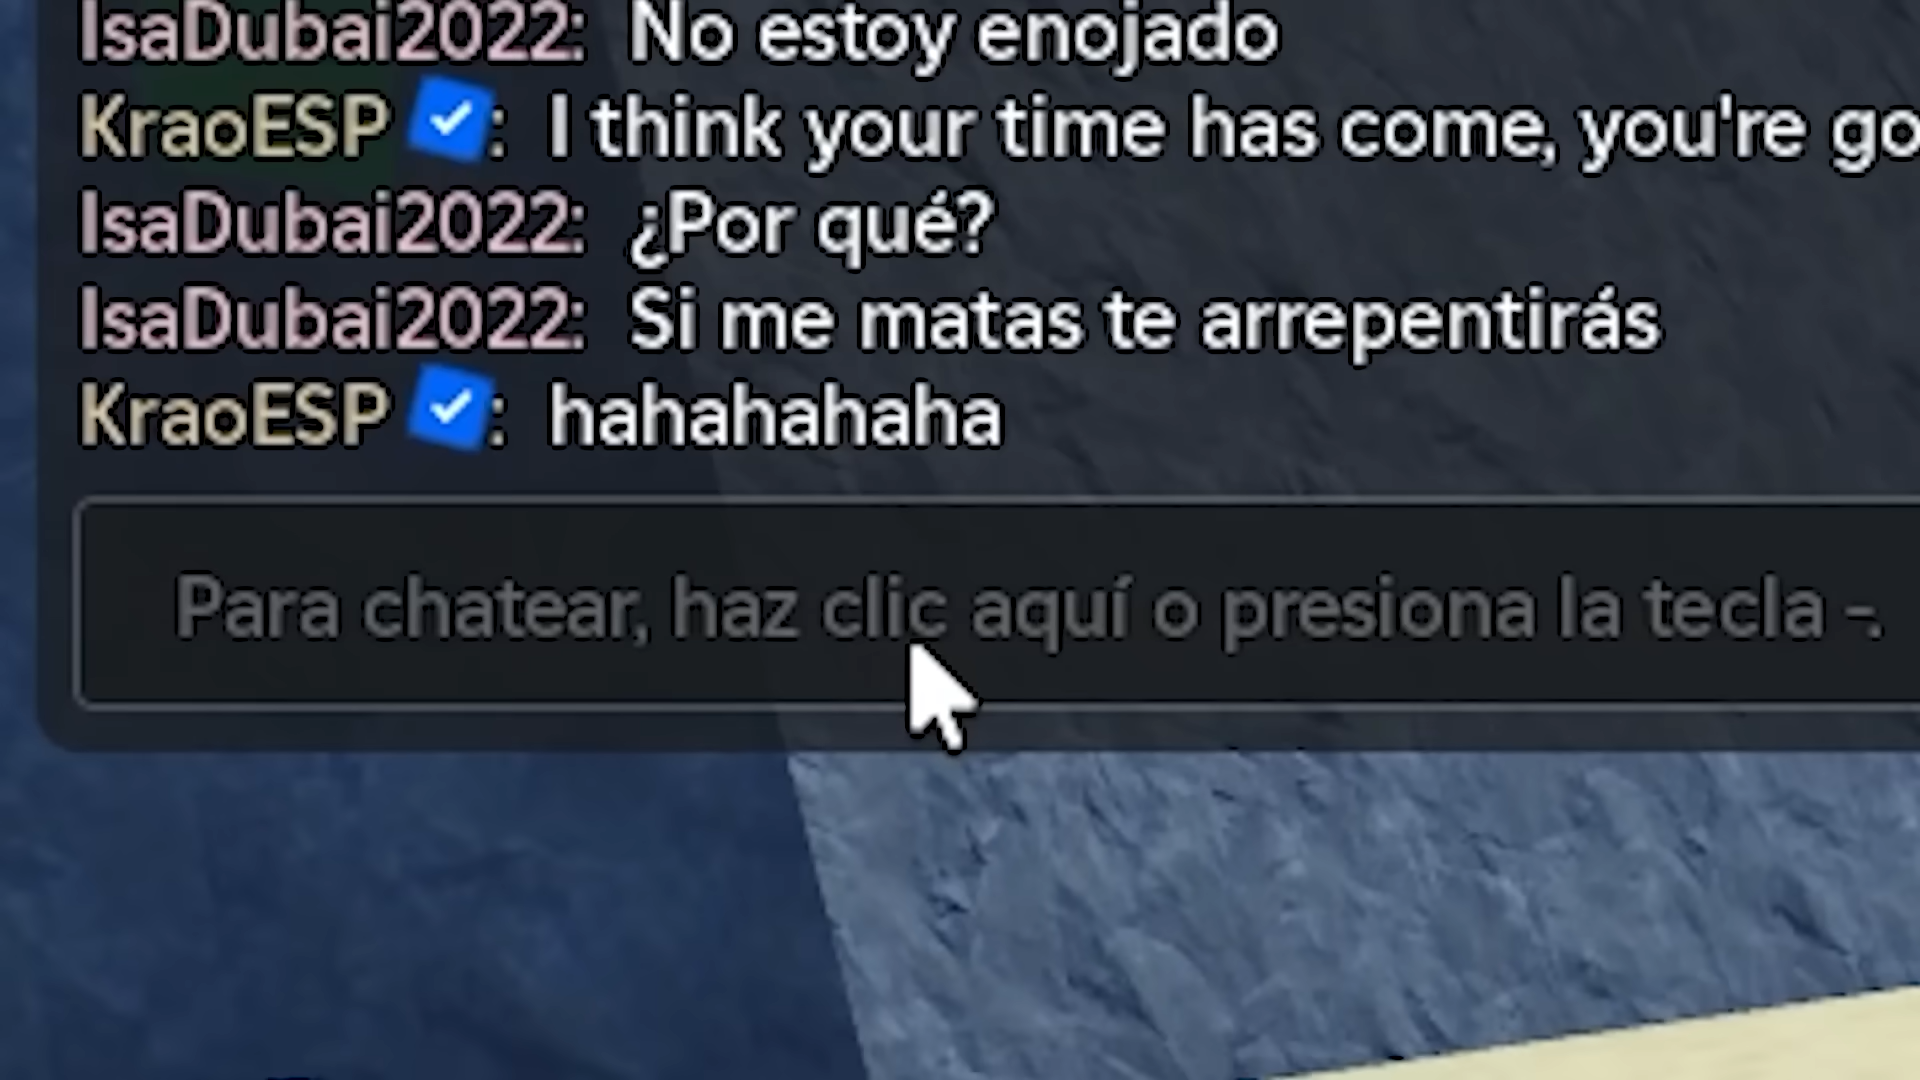 IsaDubai2022: No estoy enojado
KraoESP: I think your time has come, you're
IsaDubai2022: ¿Por qué?
IsaDubai2022: Si me matas te arrepentirás
KraoESP: hahahahaha
Para chatear, haz clic aquí o presiona la tecla -.